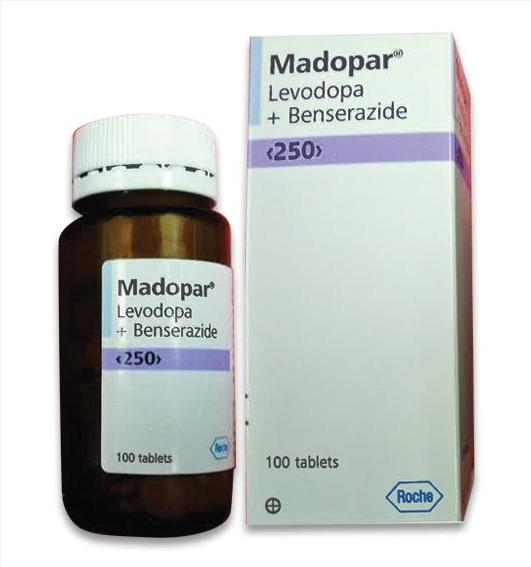 Madopar®
Levodopa
+ Benserazide
‹250›
100 tablets
Roche
Madopar®
Levodopa
+ Benserazide
‹250›
100 tablets
Roche